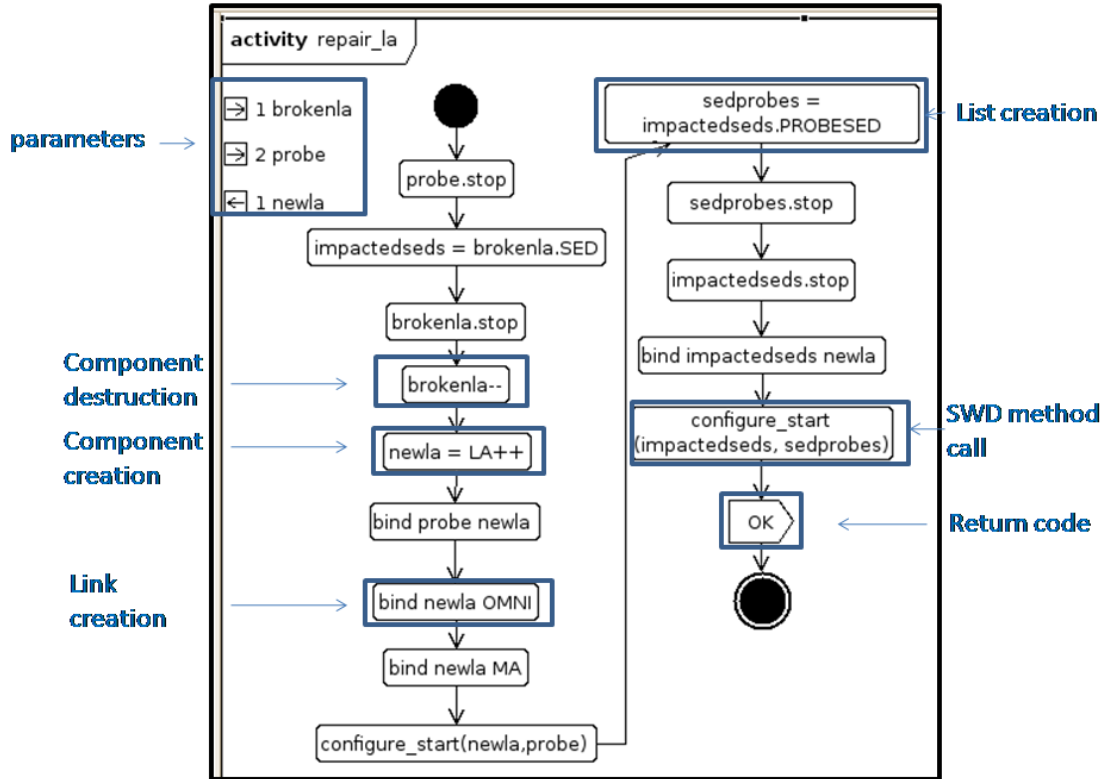 activity repair_la
parameters
1 brokenla
2 probe
1 newla
probe.stop
impactedseds = brokenla.SED
brokenla.stop
Component
destruction
brokenla--
Component
creation
newla = LA++
bind probe newla
Link
creation
bind newla OMNI
bind newla MA
configure_start(newla,probe)
sedprobes =
impactedseds.PROBESED
List creation
sedprobes.stop
impactedseds.stop
bind impactedseds newla
configure_start
(impactedseds, sedprobes)
SWD method
call
OK
Return code